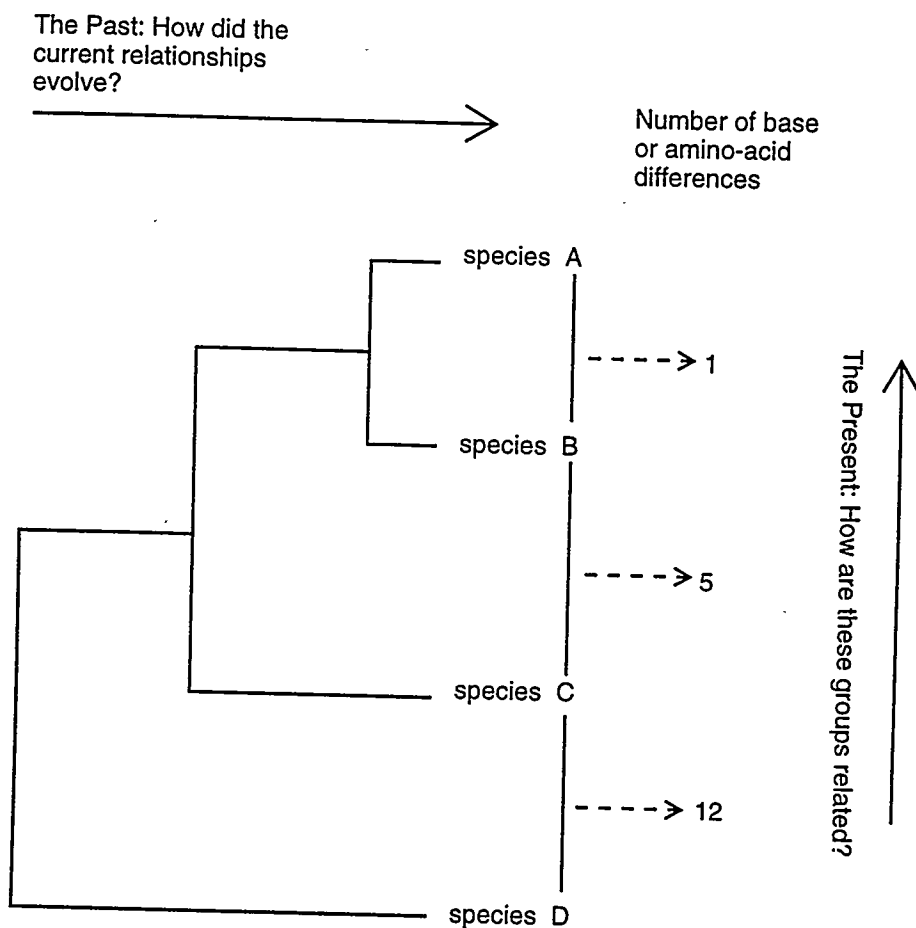 The Past: How did the
current relationships
evolve?
Number of base
or amino-acid
differences
species A
1
species B
5
species C
12
species D
The Present: How are these groups related?